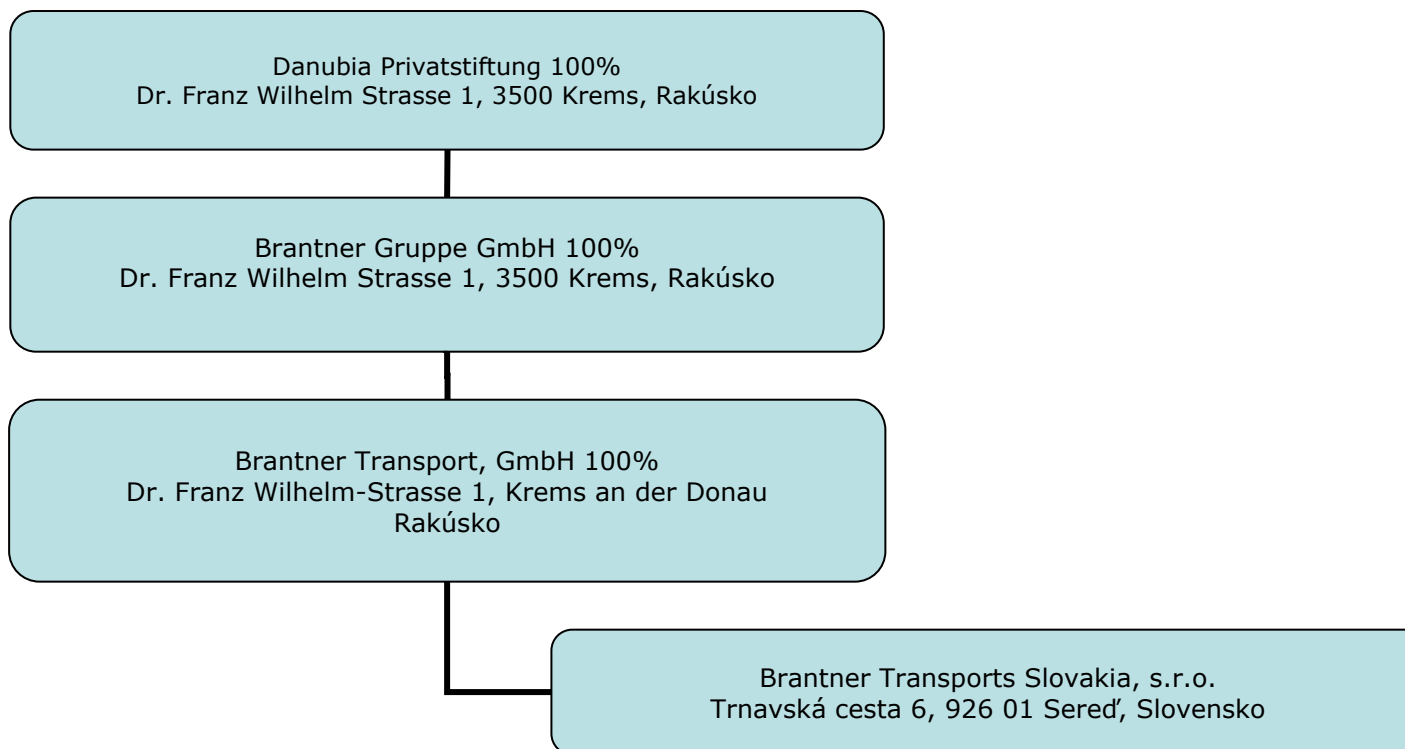 Danubia Privatstiftung 100%
Dr. Franz Wilhelm Strasse 1, 3500 Krems, Rakúsko
Brantner Gruppe GmbH 100%
Dr. Franz Wilhelm Strasse 1, 3500 Krems, Rakúsko
Brantner Transport, GmbH 100%
Dr. Franz Wilhelm-Strasse 1, Krems an der Donau
Rakúsko
Brantner Transports Slovakia, s.r.o.
Trnavská cesta 6, 926 01 Sereď, Slovensko